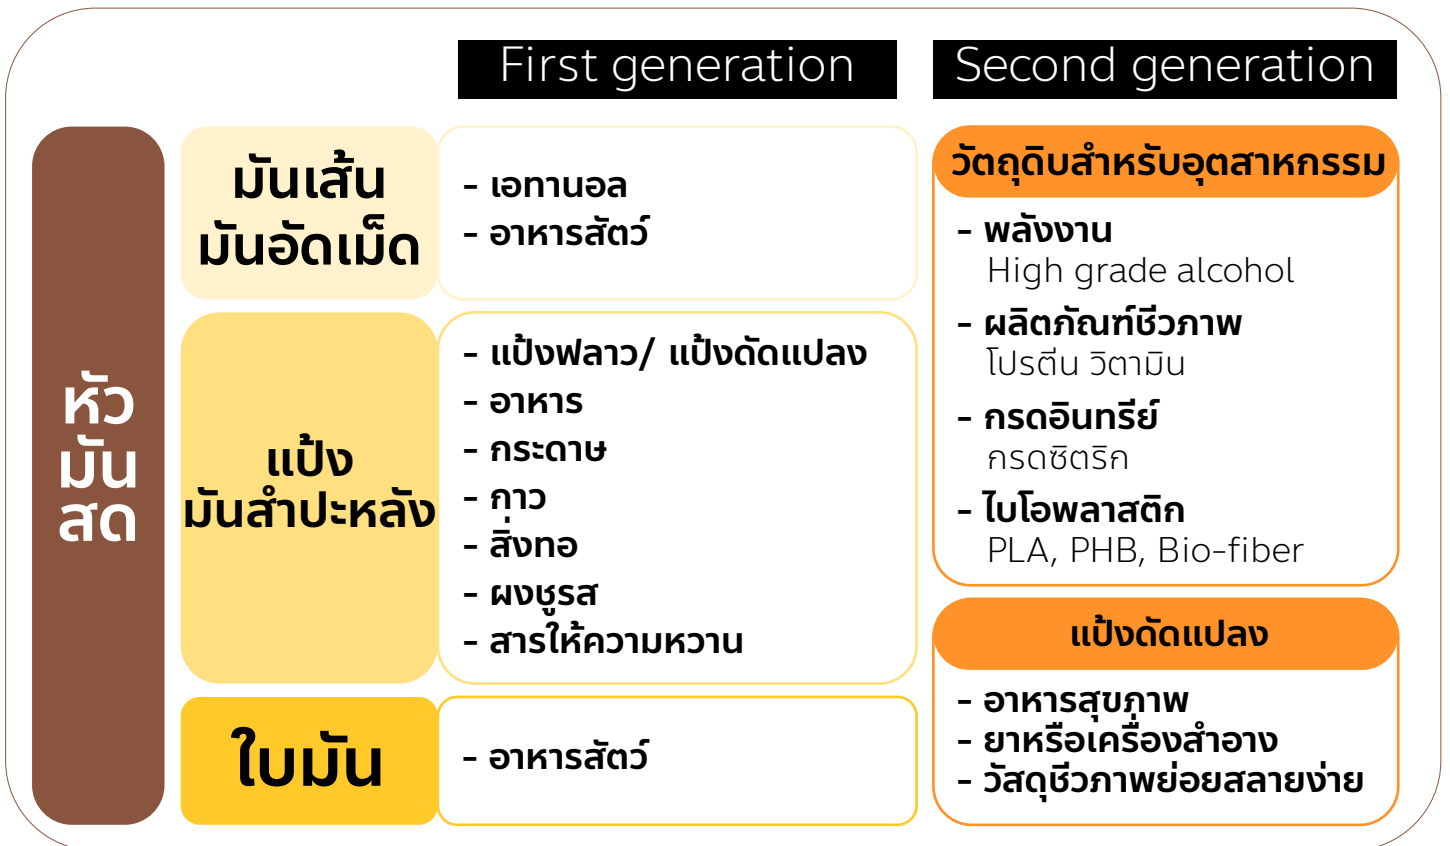 First generation
Second generation
หัว
มัน
สด
มันเส้น
มันอัดเม็ด
- เอทานอล
- อาหารสัตว์
แป้ง
มันสำปะหลัง
- แป้งฟลาว/ แป้งดัดแปลง
- อาหาร
- กระดาษ
- กาว
- สิ่งทอ
- ผงชูรส
- สารให้ความหวาน
ใบมัน
- อาหารสัตว์
วัตถุดิบสำหรับอุตสาหกรรม
- พลังงาน
High grade alcohol
- ผลิตภัณฑ์ชีวภาพ
โปรตีน วิตามิน
- กรดอินทรีย์
กรดซิตริก
- ไบโอพลาสติก
PLA, PHB, Bio-fiber
แป้งดัดแปลง
- อาหารสุขภาพ
- ยาหรือเครื่องสำอาง
- วัสดุชีวภาพย่อยสลายง่าย